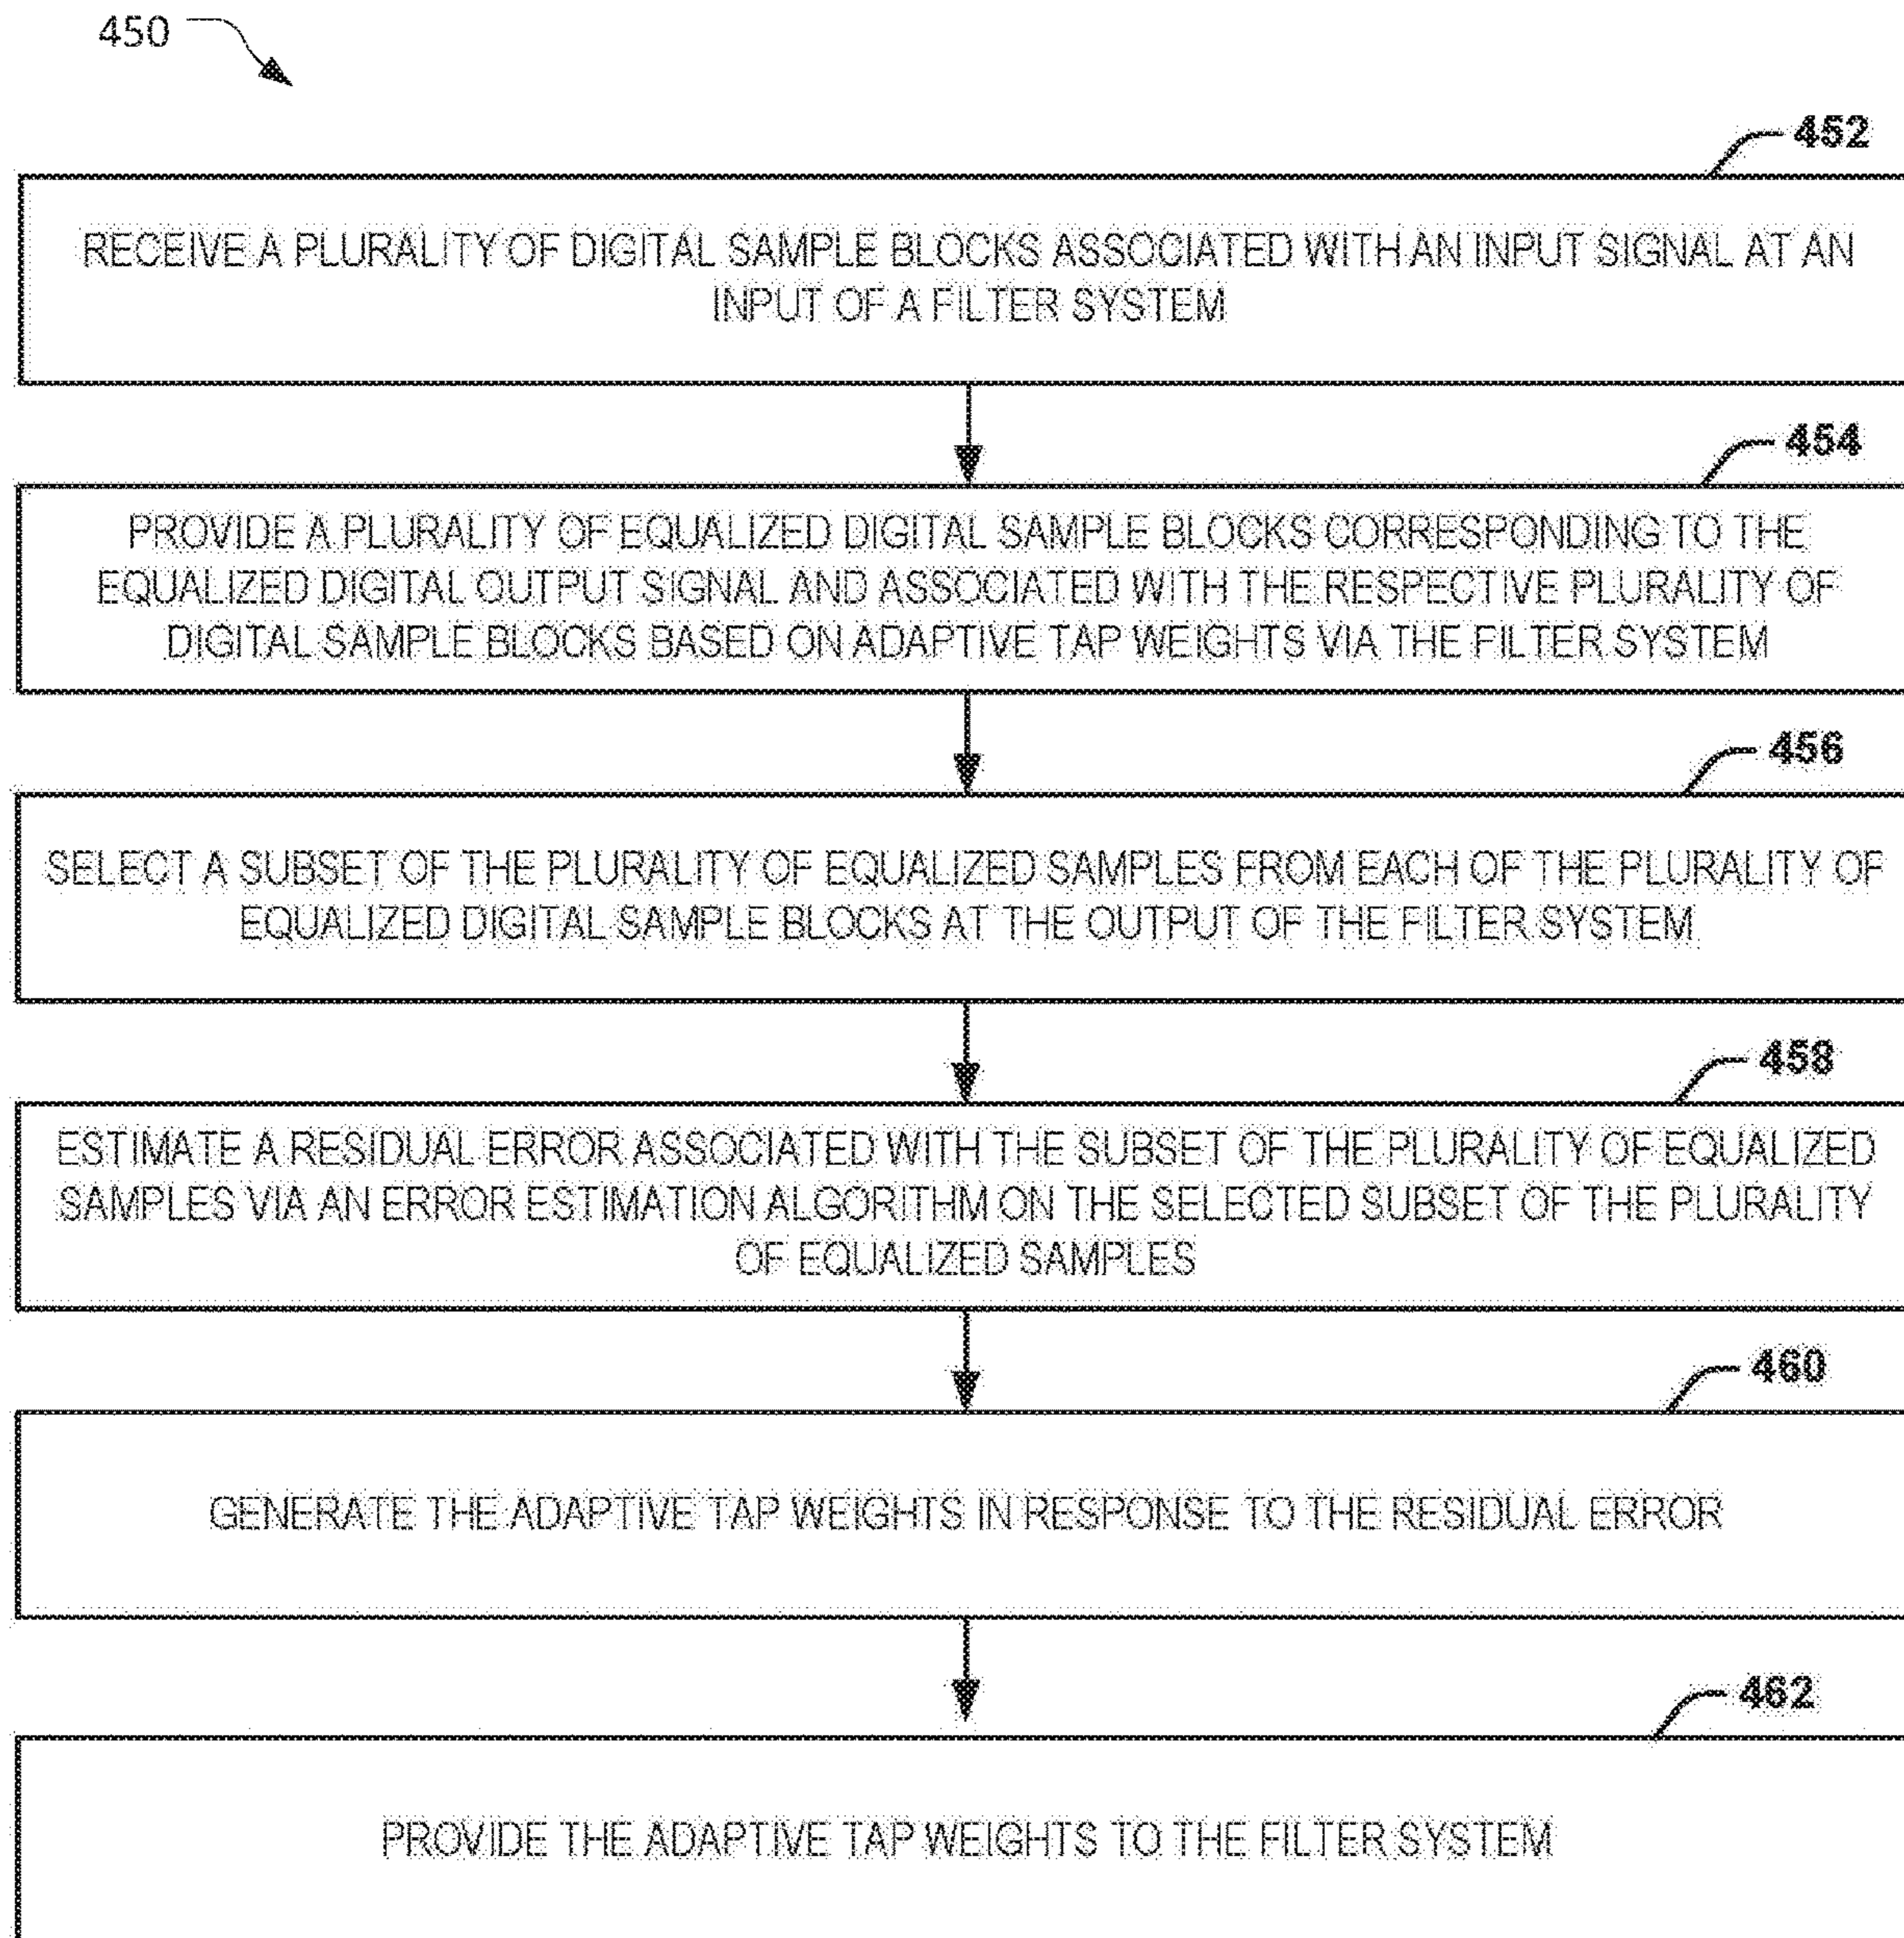 450
452
RECEIVE A PLURALITY OF DIGITAL SAMPLE BLOCKS ASSOCIATED WITH AN INPUT SIGNAL AT AN
INPUT OF A FILTER SYSTEM
454
PROVIDE A PLURALITY OF EQUALIZED DIGITAL SAMPLE BLOCKS CORRESPONDING TO THE
EQUALIZED DIGITAL OUTPUT SIGNAL AND ASSOCIATED WITH THE RESPECTIVE PLURALITY OF
DIGITAL SAMPLE BLOCKS BASED ON ADAPTIVE TAP WEIGHTS VIA THE FILTER SYSTEM
456
SELECT A SUBSET OF THE PLURALITY OF EQUALIZED SAMPLES FROM EACH OF THE PLURALITY OF
EQUALIZED DIGITAL SAMPLE BLOCKS AT THE OUTPUT OF THE FILTER SYSTEM
458
ESTIMATE A RESIDUAL ERROR ASSOCIATED WITH THE SUBSET OF THE PLURALITY OF EQUALIZED
SAMPLES VIA AN ERROR ESTIMATION ALGORITHM ON THE SELECTED SUBSET OF THE PLURALITY
OF EQUALIZED SAMPLES
460
GENERATE THE ADAPTIVE TAP WEIGHTS IN RESPONSE TO THE RESIDUAL ERROR
462
PROVIDE THE ADAPTIVE TAP WEIGHTS TO THE FILTER SYSTEM